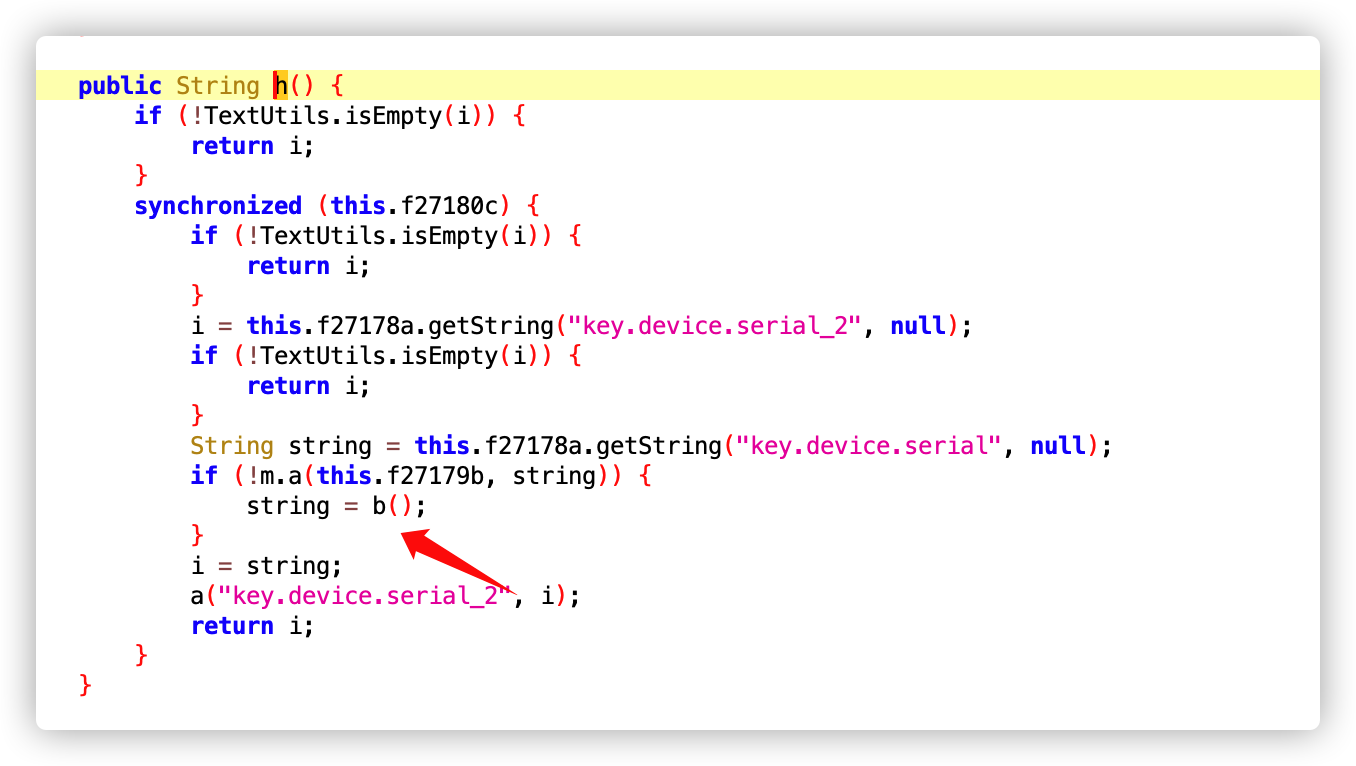 public String h() {
    if (!TextUtils.isEmpty(i)) {
        return i;
    }
    synchronized (this.f27180c) {
        if (!TextUtils.isEmpty(i)) {
            return i;
        }
        i = this.f27178a.getString("key.device.serial_2", null);
        if (!TextUtils.isEmpty(i)) {
            return i;
        }
        String string = this.f27178a.getString("key.device.serial", null);
        if (!m.a(this.f27179b, string)) {
            string = b();
        }
        i = string;
        a("key.device.serial_2", i);
        return i;
    }
}